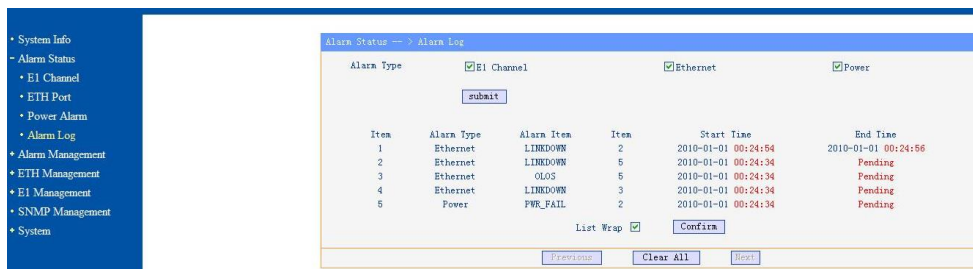 • System Info
- Alarm Status
• E1 Channel
• ETH Port
• Power Alarm
• Alarm Log
+ Alarm Management
+ ETH Management
+ E1 Management
• SNMP Management
+ System
Alarm Status -- > Alarm Log
Alarm Type E1 Channel Ethernet Power
submit
Item Alarm Type Alarm Item Item Start Time End Time
1 Ethernet LINKDOWN 2 2010-01-01 00:24:54 2010-01-01 00:24:56
2 Ethernet LINKDOWN 5 2010-01-01 00:24:34 Pending
3 Ethernet OLOS 5 2010-01-01 00:24:34 Pending
4 Ethernet LINKDOWN 3 2010-01-01 00:24:34 Pending
5 Power PWR_FAIL 2 2010-01-01 00:24:34 Pending
List Wrap Confirm
Previous Clear All Next